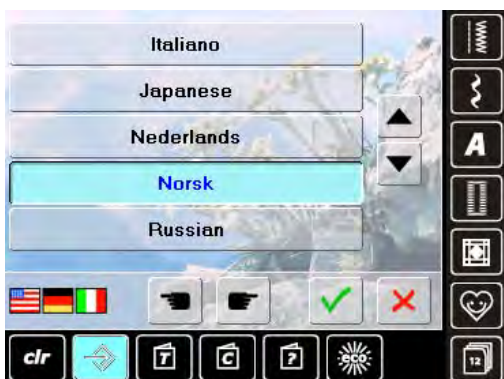 Italiano
Japanese
Nederlands
Norsk
Russian
A
clr
T
C
?
eco
12